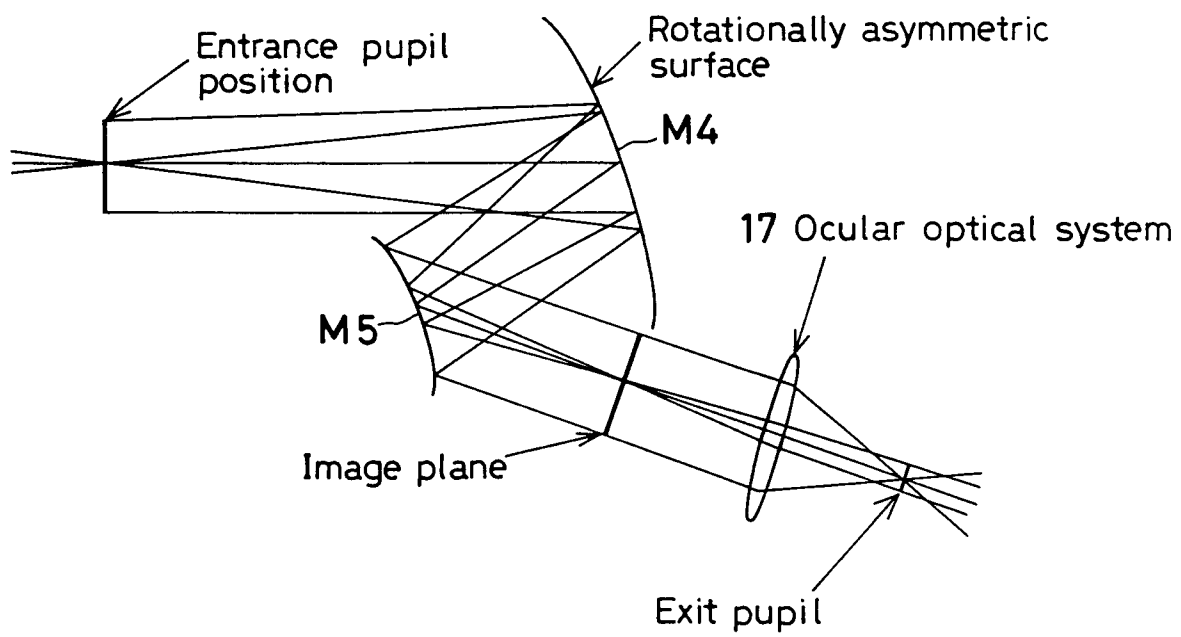 Entrance pupil
position
Rotationally asymmetric
surface
M4
17 Ocular optical system
M5
Image plane
Exit pupil